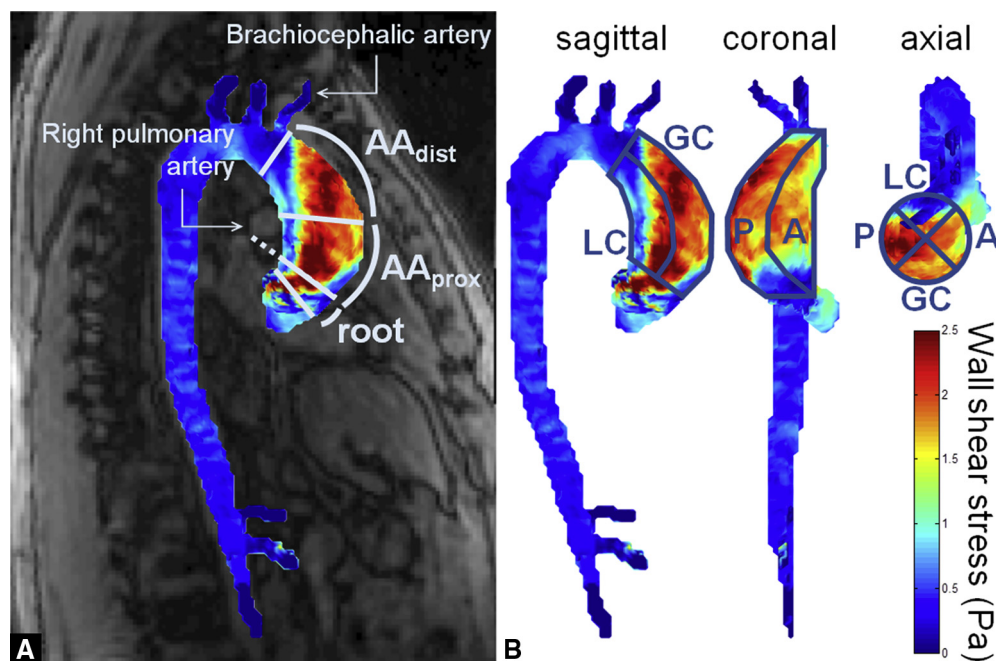 Brachiocephalic artery
Right pulmonary
artery
AAdist
AAprox
root
A
sagittal
coronal
axial
GC
LC
P
A
LC
P
A
GC
2.5
2
1.5
1
0.5
0
Wall shear stress (Pa)
B